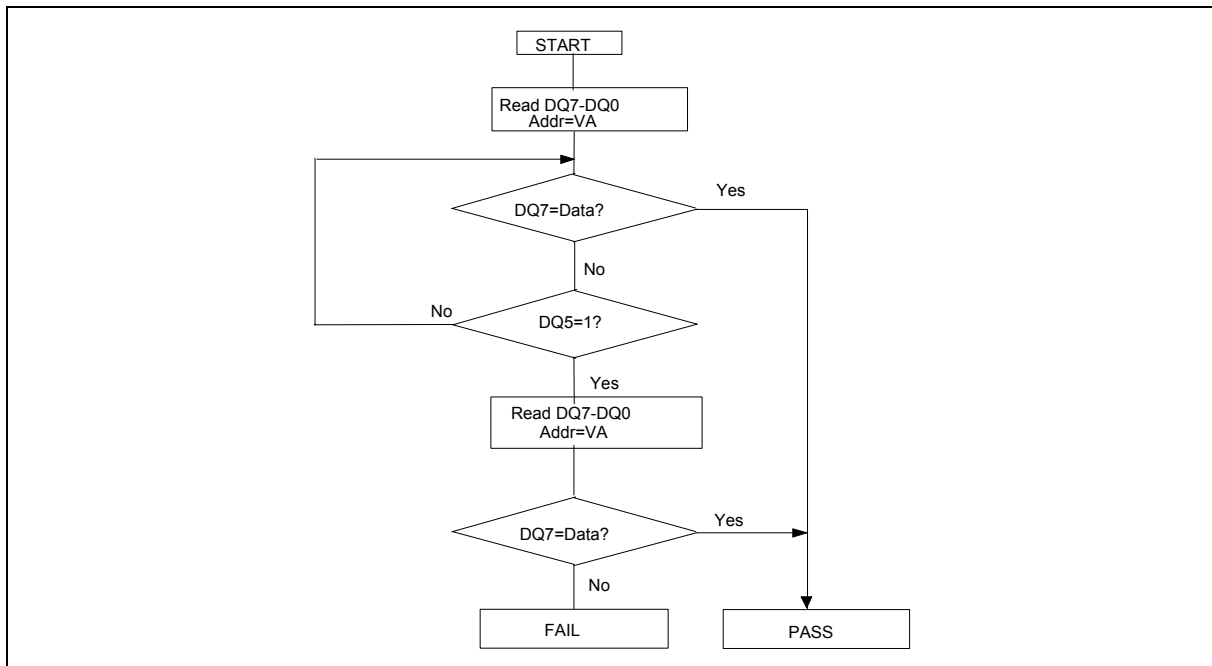 START
Read DQ7-DQ0
Addr=VA
Yes
DQ7=Data?
No
No
DQ5=1?
Yes
Read DQ7-DQ0
Addr=VA
Yes
DQ7=Data?
No
FAIL
PASS